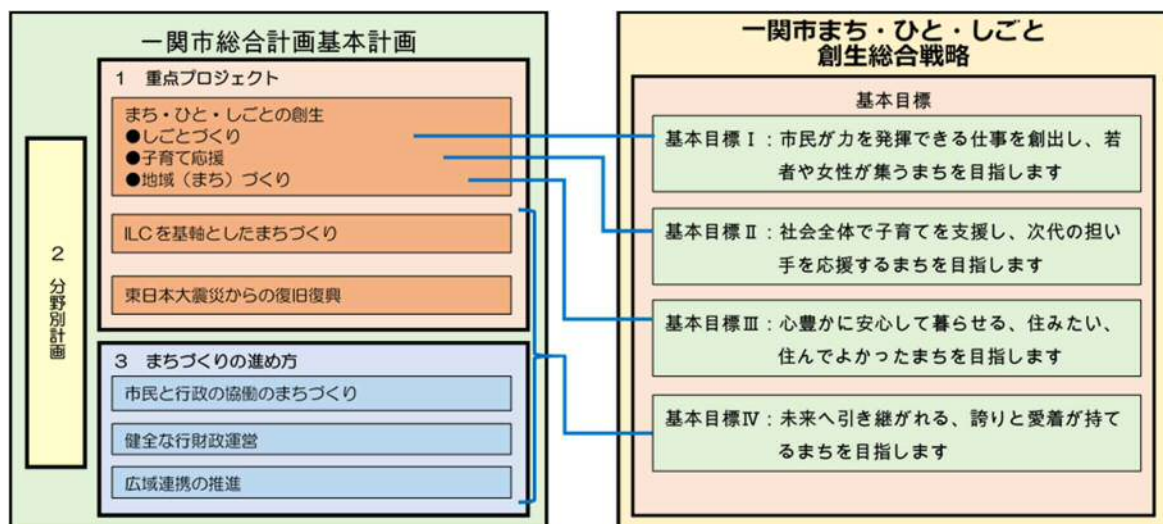 一関市総合計画基本計画
1 重点プロジェクト
まち・ひと・しごとの創生
●しごとづくり
●子育て応援
●地域（まち）づくり
ILCを基軸としたまちづくり
東日本大震災からの復旧復興
2 分野別計画
3 まちづくりの進め方
市民と行政の協働のまちづくり
健全な行財政運営
広域連携の推進
一関市まち・ひと・しごと
創生総合戦略
基本目標
基本目標Ⅰ：市民が力を発揮できる仕事を創出し、若
者や女性が集うまちを目指します
基本目標Ⅱ：社会全体で子育てを支援し、次代の担い
手を応援するまちを目指します
基本目標Ⅲ：心豊かに安心して暮らせる、住みたい、
住んでよかったまちを目指します
基本目標Ⅳ：未来へ引き継がれる、誇りと愛着が持て
るまちを目指します